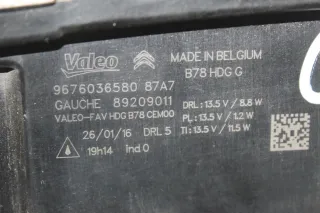 Valeo MADE IN BELGIUM
B78 HDG G
9676036580 87A7
GAUCHE 89209011 DRL : 13.5 V / 8.8 W
VALEO-FAV HDG B78 CEM00 PL : 13.5 V / 1.2 W
26/01/16 DRL 5 TI : 13.5 V / 11.5 W
19h14 ind 0